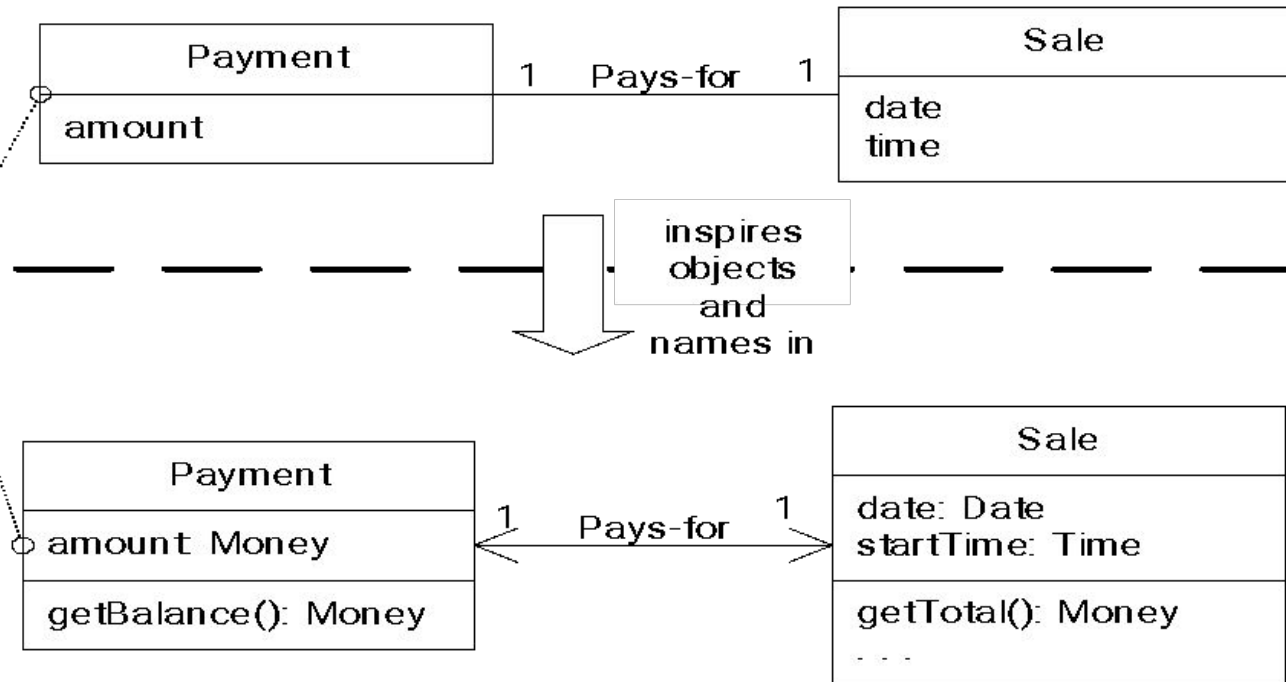 Payment
amount
1 Pays-for 1
Sale
date
time
inspires
objects
and
names in
Payment
amount Money
getBalance(): Money
1 Pays-for 1
Sale
date: Date
startTime: Time
getTotal(): Money
. . .